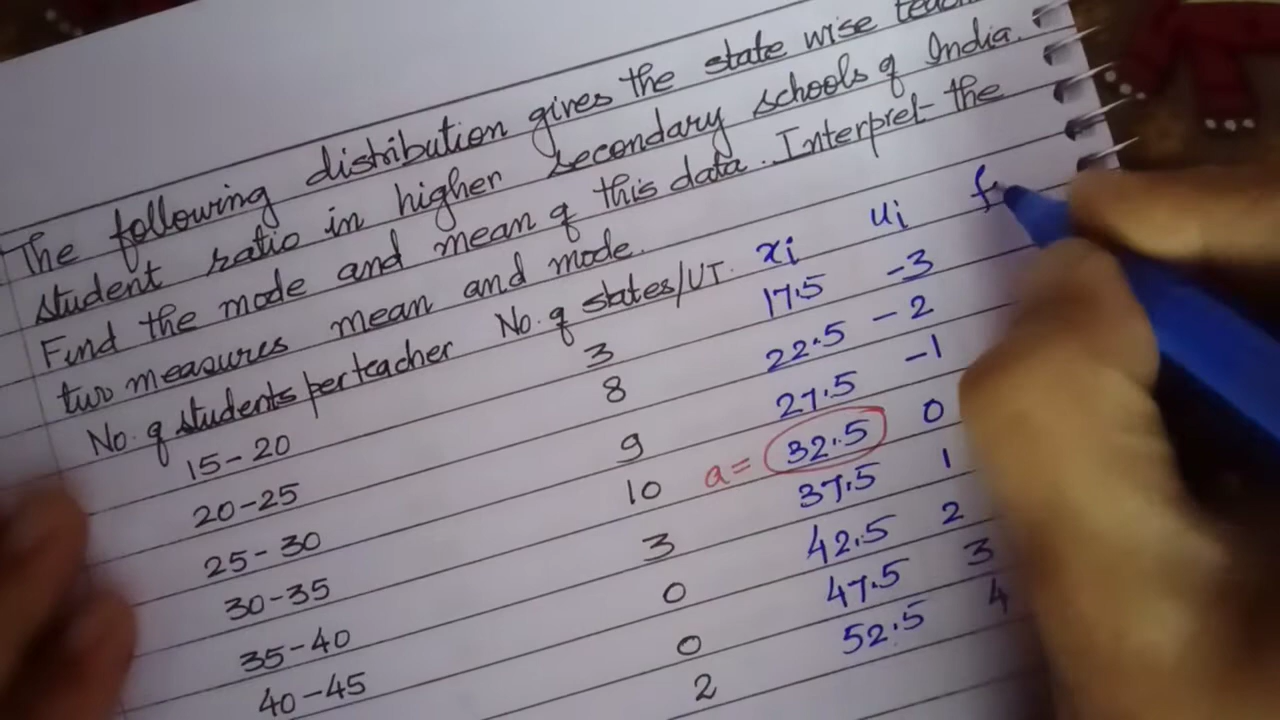 The following distribution gives the state wise
student ratio in higher secondary schools of India.
Find the mode and mean of this data. Interpret the
two measures mean and mode.
No. of students per teacher No. of states/UT. xi ui f
15-20 3 17.5 -3
20-25 8 22.5 -2
25-30 9 27.5 -1
30-35 10 a= 32.5 0
35-40 3 37.5 1
40-45 0 42.5 2
0 47.5 3
2 52.5 4